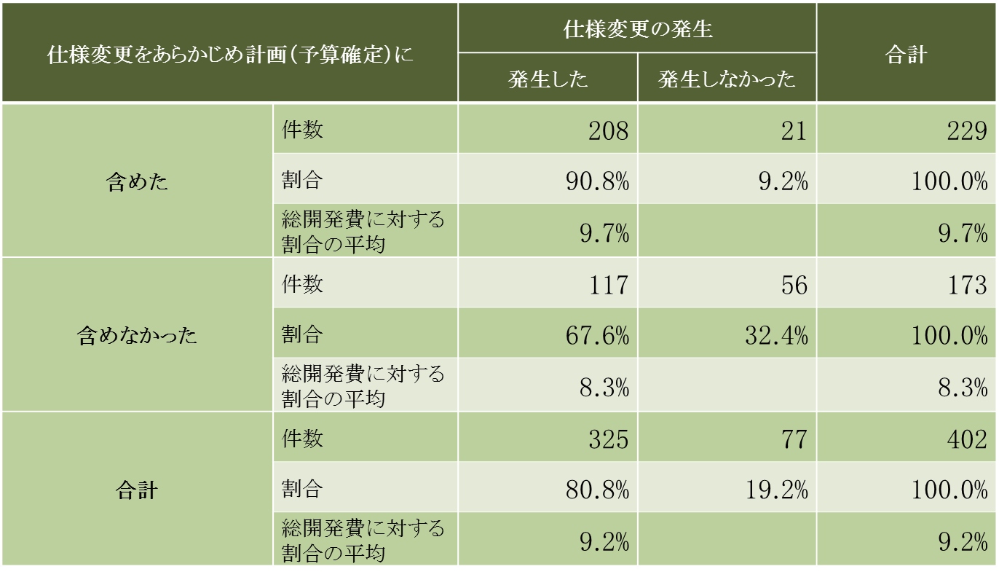 仕様変更をあらかじめ計画(予算確定)に
仕様変更の発生
合計
発生した
発生しなかった
含めた
件数
208
21
229
割合
90.8%
9.2%
100.0%
総開発費に対する
割合の平均
9.7%
9.7%
含めなかった
件数
117
56
173
割合
67.6%
32.4%
100.0%
総開発費に対する
割合の平均
8.3%
8.3%
合計
件数
325
77
402
割合
80.8%
19.2%
100.0%
総開発費に対する
割合の平均
9.2%
9.2%